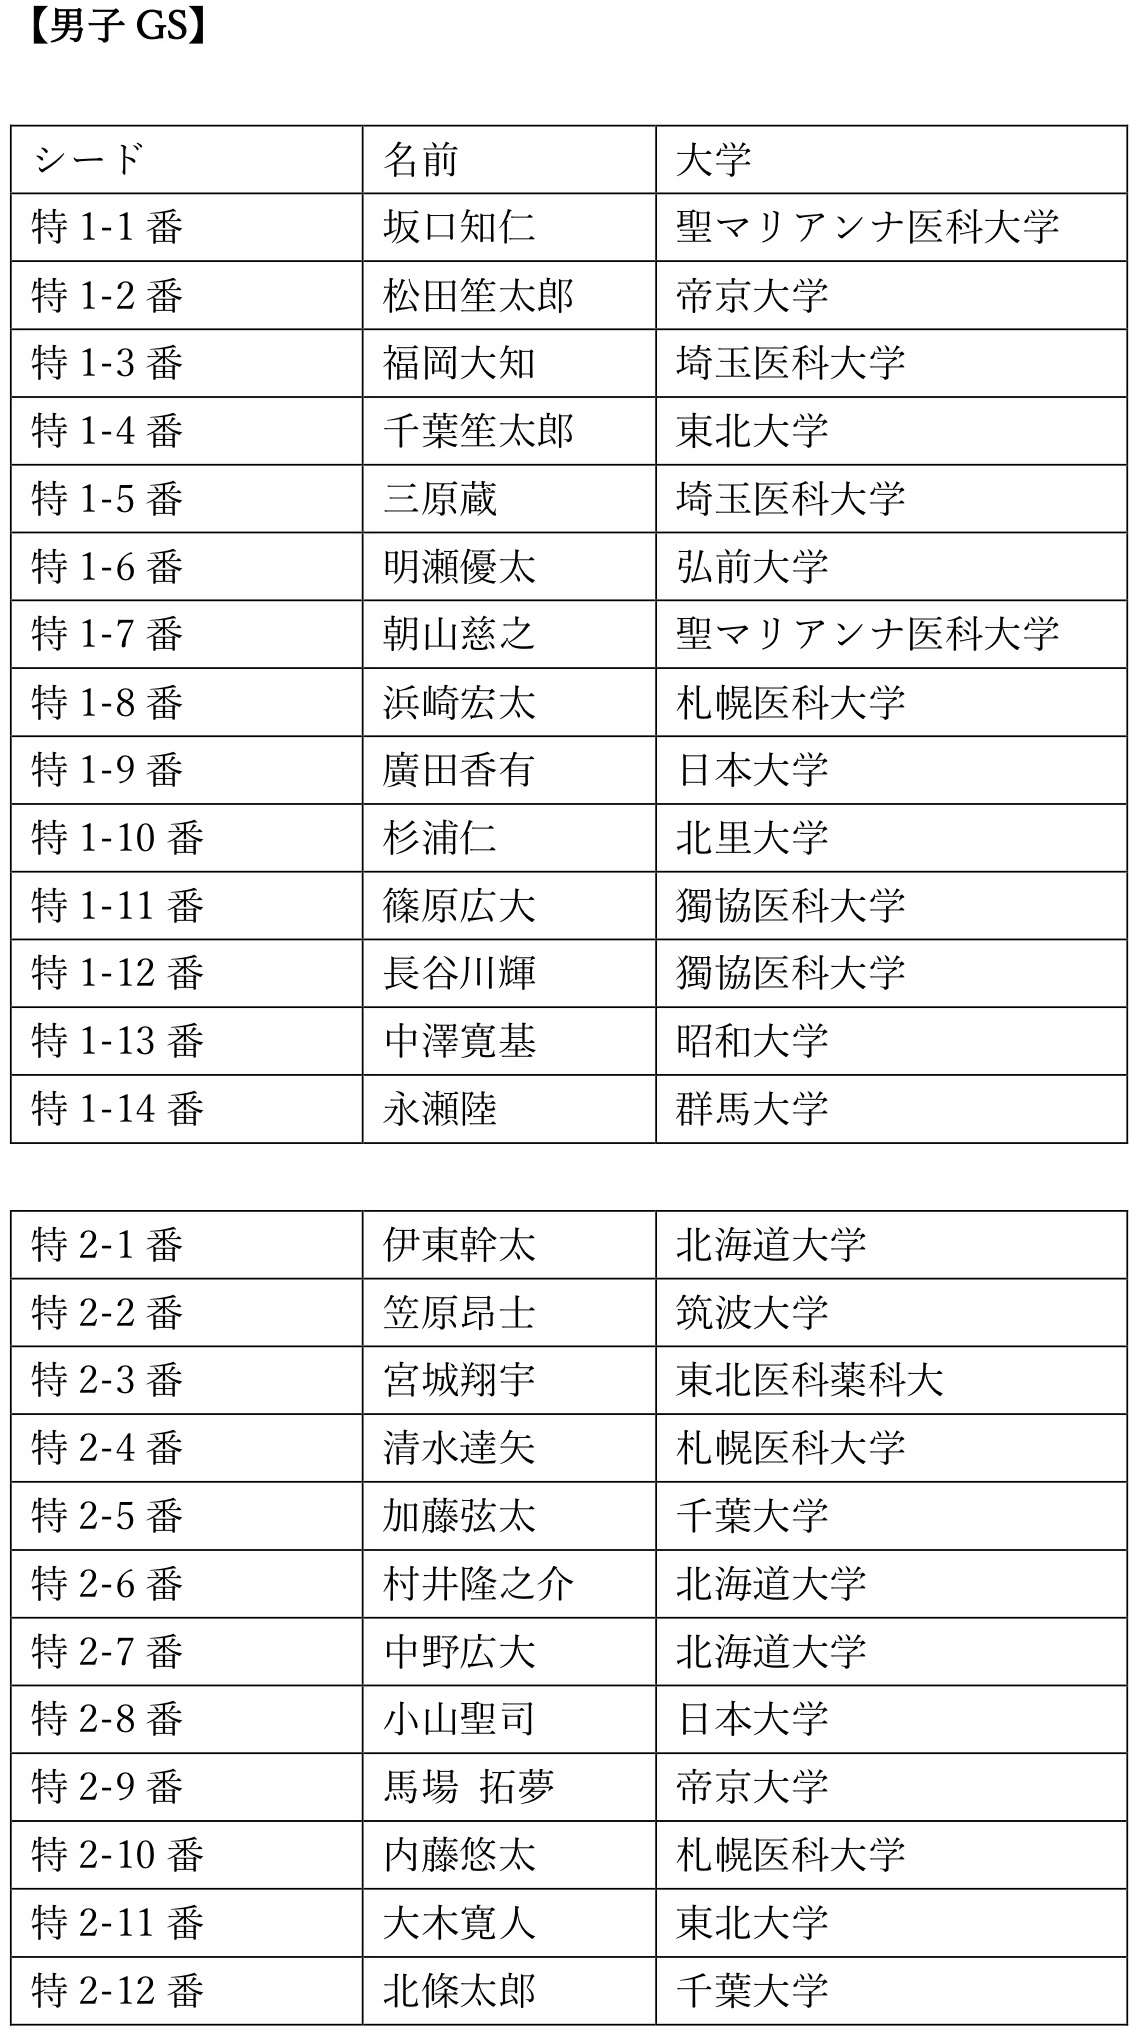 【男子 GS】
シード 名前 大学
特 1-1 番 坂口知仁 聖マリアンナ医科大学
特 1-2 番 松田笙太郎 帝京大学
特 1-3 番 福岡大知 埼玉医科大学
特 1-4 番 千葉笙太郎 東北大学
特 1-5 番 三原蔵 埼玉医科大学
特 1-6 番 明瀬優太 弘前大学
特 1-7 番 朝山慈之 聖マリアンナ医科大学
特 1-8 番 浜崎宏太 札幌医科大学
特 1-9 番 廣田香有 日本大学
特 1-10 番 杉浦仁 北里大学
特 1-11 番 篠原広大 獨協医科大学
特 1-12 番 長谷川輝 獨協医科大学
特 1-13 番 中澤寛基 昭和大学
特 1-14 番 永瀬陸 群馬大学
特 2-1 番 伊東幹太 北海道大学
特 2-2 番 笠原昂士 筑波大学
特 2-3 番 宮城翔宇 東北医科薬科大
特 2-4 番 清水達矢 札幌医科大学
特 2-5 番 加藤弦太 千葉大学
特 2-6 番 村井隆之介 北海道大学
特 2-7 番 中野広大 北海道大学
特 2-8 番 小山聖司 日本大学
特 2-9 番 馬場 拓夢 帝京大学
特 2-10 番 内藤悠太 札幌医科大学
特 2-11 番 大木寛人 東北大学
特 2-12 番 北條太郎 千葉大学